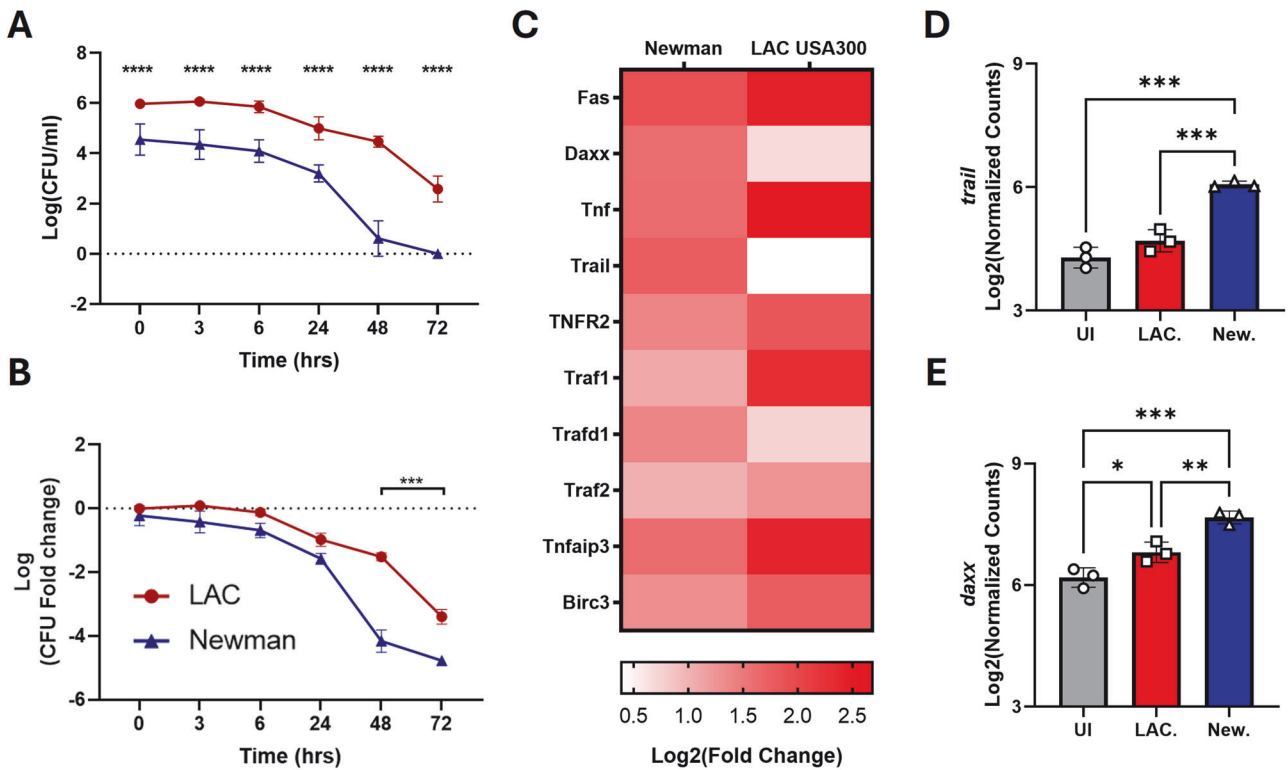 A
Log(CFU/ml)
8
6
4
2
0
-2
**** **** **** **** **** ****
0 3 6 24 48 72
Time (hrs)
B
Log
(CFU Fold change)
2
0
-2
-4
-6
***
LAC
Newman
0 3 6 24 48 72
Time (hrs)
C
Newman LAC USA300
Fas
Daxx
Tnf
Trail
TNFR2
Traf1
Trafd1
Traf2
Tnfaip3
Birc3
0.5 1.0 1.5 2.0 2.5
Log2(Fold Change)
D
trail
Log2(Normalized Counts)
9
6
3
***
***
UI LAC. New.
E
daxx
Log2(Normalized Counts)
9
6
3
***
* **
UI LAC. New.